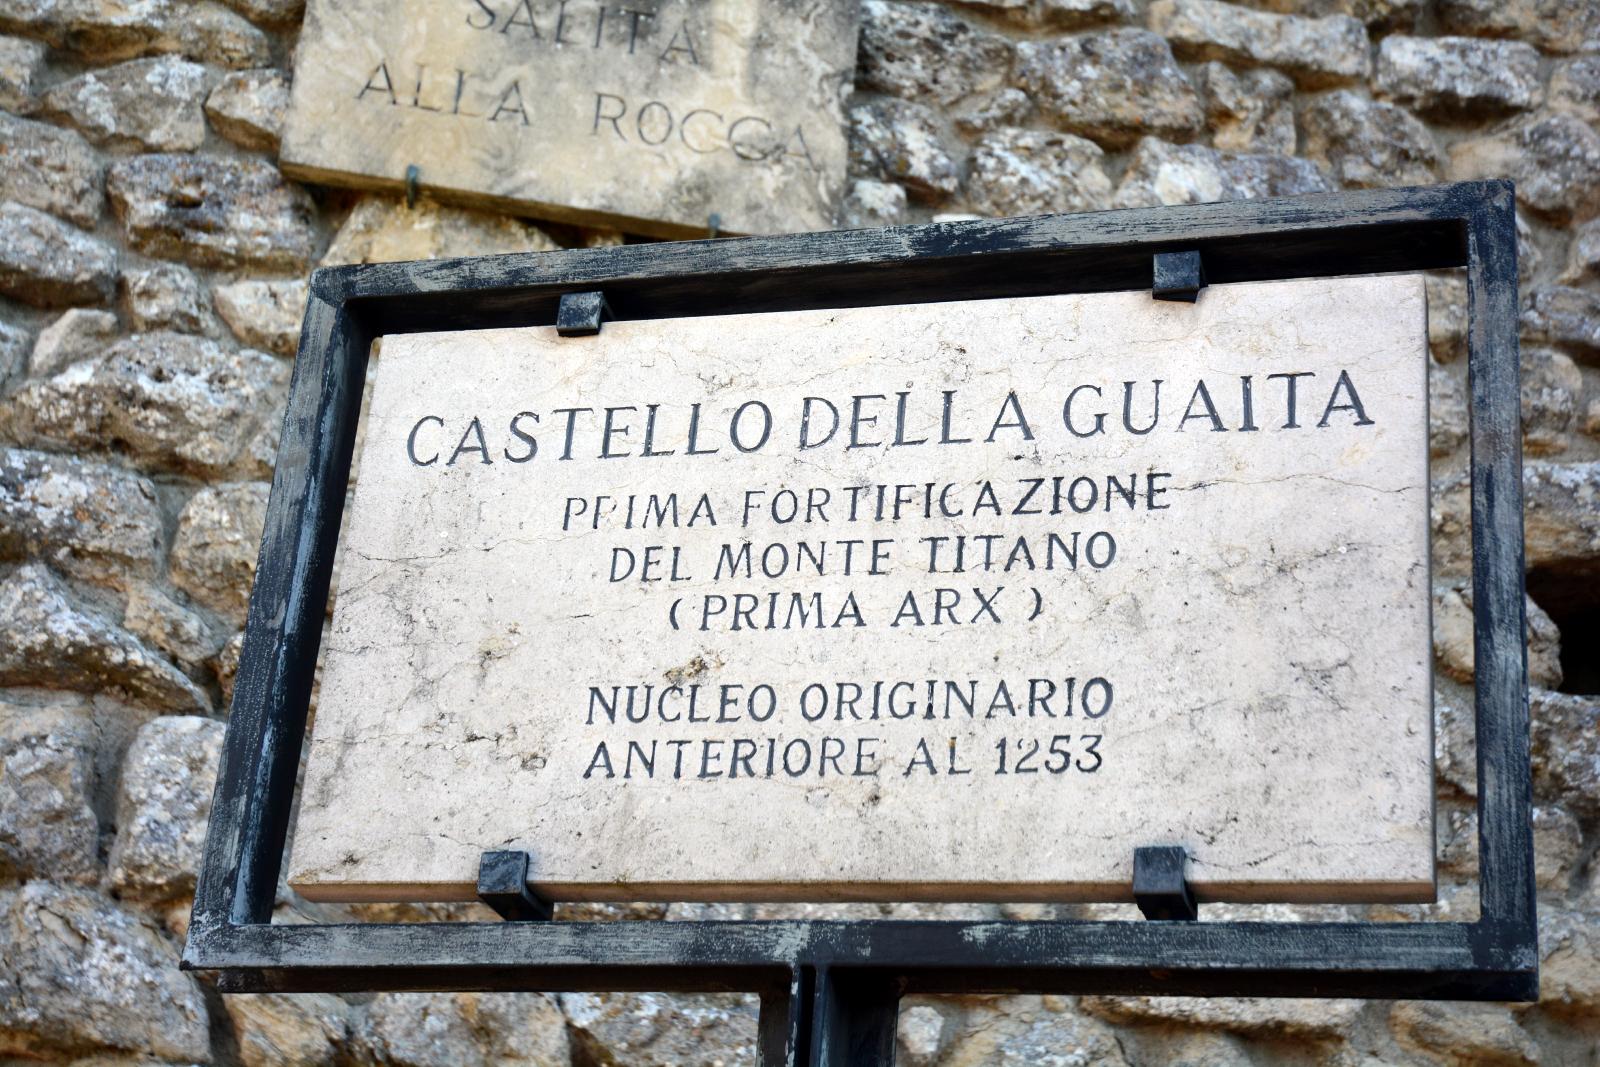 SALITA
ALLA ROCCA
CASTELLO DELLA GUAITA
PRIMA FORTIFICAZIONE
DEL MONTE TITANO
(PRIMA ARX)
NUCLEO ORIGINARIO
ANTERIORE AL 1253